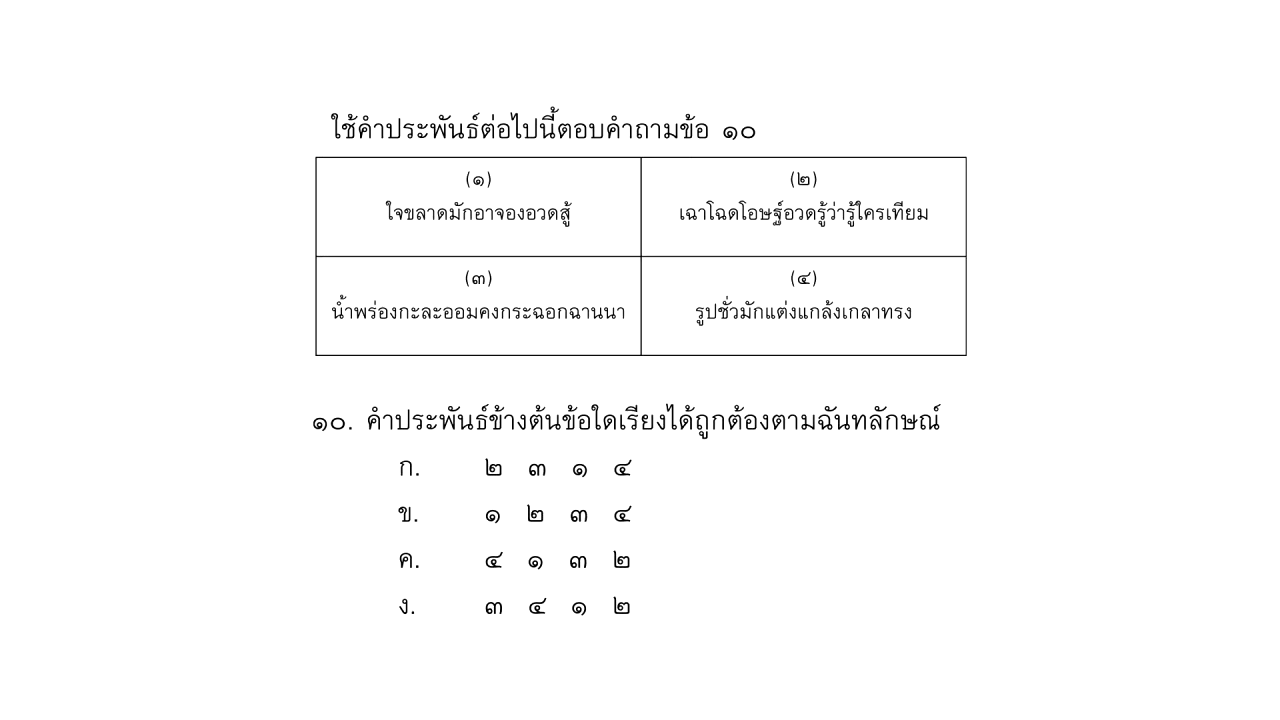 ใช้คำประพันธ์ต่อไปนี้ตอบคำถามข้อ ๑๐
(๑)
ใจขลาดมักอาจองอวดสู้
(๒)
เฉาโฉดโอษฐ์อวดรู้ว่ารู้ใครเทียม
(๓)
น้ำพร่องกะละออมคงกระฉอกฉานนา
(๔)
รูปชั่วมักแต่งแกล้งเกลาทรง
๑๐. คำประพันธ์ข้างต้นข้อใดเรียงได้ถูกต้องตามฉันทลักษณ์
ก. ๒ ๓ ๑ ๔
ข. ๑ ๒ ๓ ๔
ค. ๔ ๑ ๓ ๒
ง. ๓ ๔ ๑ ๒